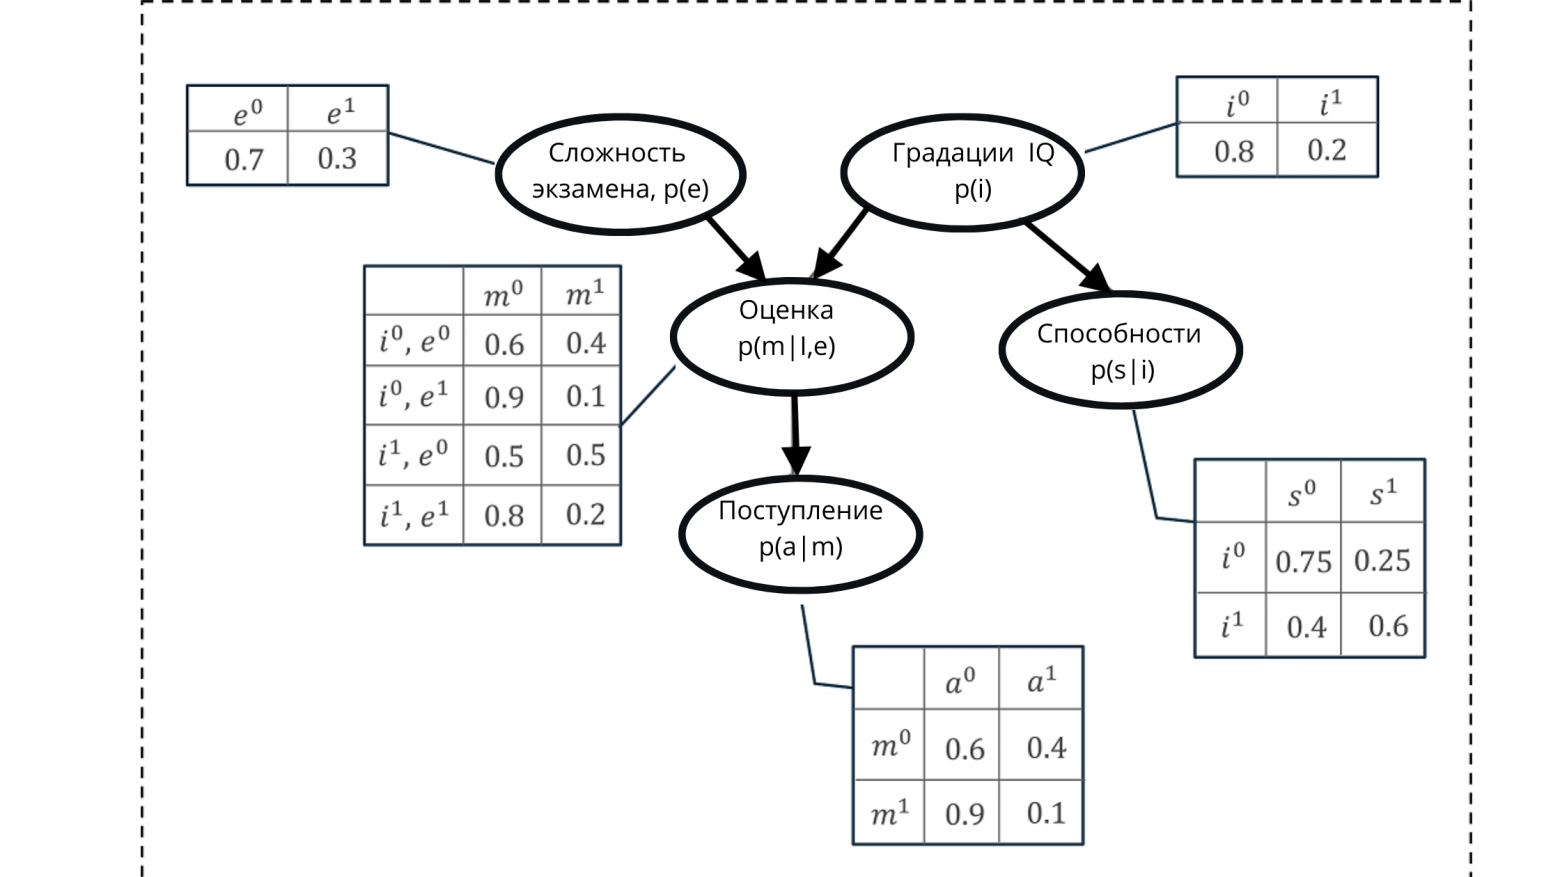 e⁰ e¹
0.7 0.3
Сложность
экзамена, p(e)
Градации IQ
p(i)
i⁰ i¹
0.8 0.2
m⁰ m¹
i⁰, e⁰ 0.6 0.4
i⁰, e¹ 0.9 0.1
i¹, e⁰ 0.5 0.5
i¹, e¹ 0.8 0.2
Оценка
p(m|I,e)
Способности
p(s|i)
Поступление
p(a|m)
s⁰ s¹
i⁰ 0.75 0.25
i¹ 0.4 0.6
a⁰ a¹
m⁰ 0.6 0.4
m¹ 0.9 0.1